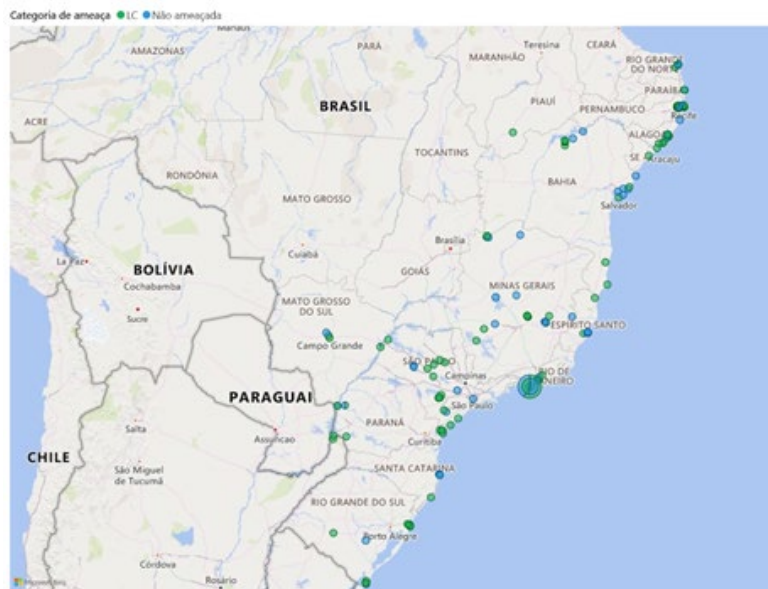 Categoria de ameaça LC Não ameaçada
AMAZONAS
PARÁ
MARANHÃO
Teresina
CEARÁ
RIO GRANDE
DO NORTE
PARAÍBA
ACRE
BRASIL
PIAUÍ
PERNAMBUCO
Recife
ALAGOAS
RONDÔNIA
TOCANTINS
SE
Aracaju
MATO GROSSO
BAHIA
Salvador
La Paz
BOLÍVIA
Cochabamba
Cuiabá
Brasília
GOIÁS
Sucre
MATO GROSSO
DO SUL
MINAS GERAIS
Campo Grande
ESPÍRITO SANTO
SÃO PAULO
Campinas
RIO DE
JANEIRO
São Paulo
PARAGUAI
PARANÁ
Salta
Assuncao
Curitiba
CHILE
São Miguel
de Tucumã
SANTA CATARINA
RIO GRANDE DO SUL
Porto Alegre
Córdova
Rosário